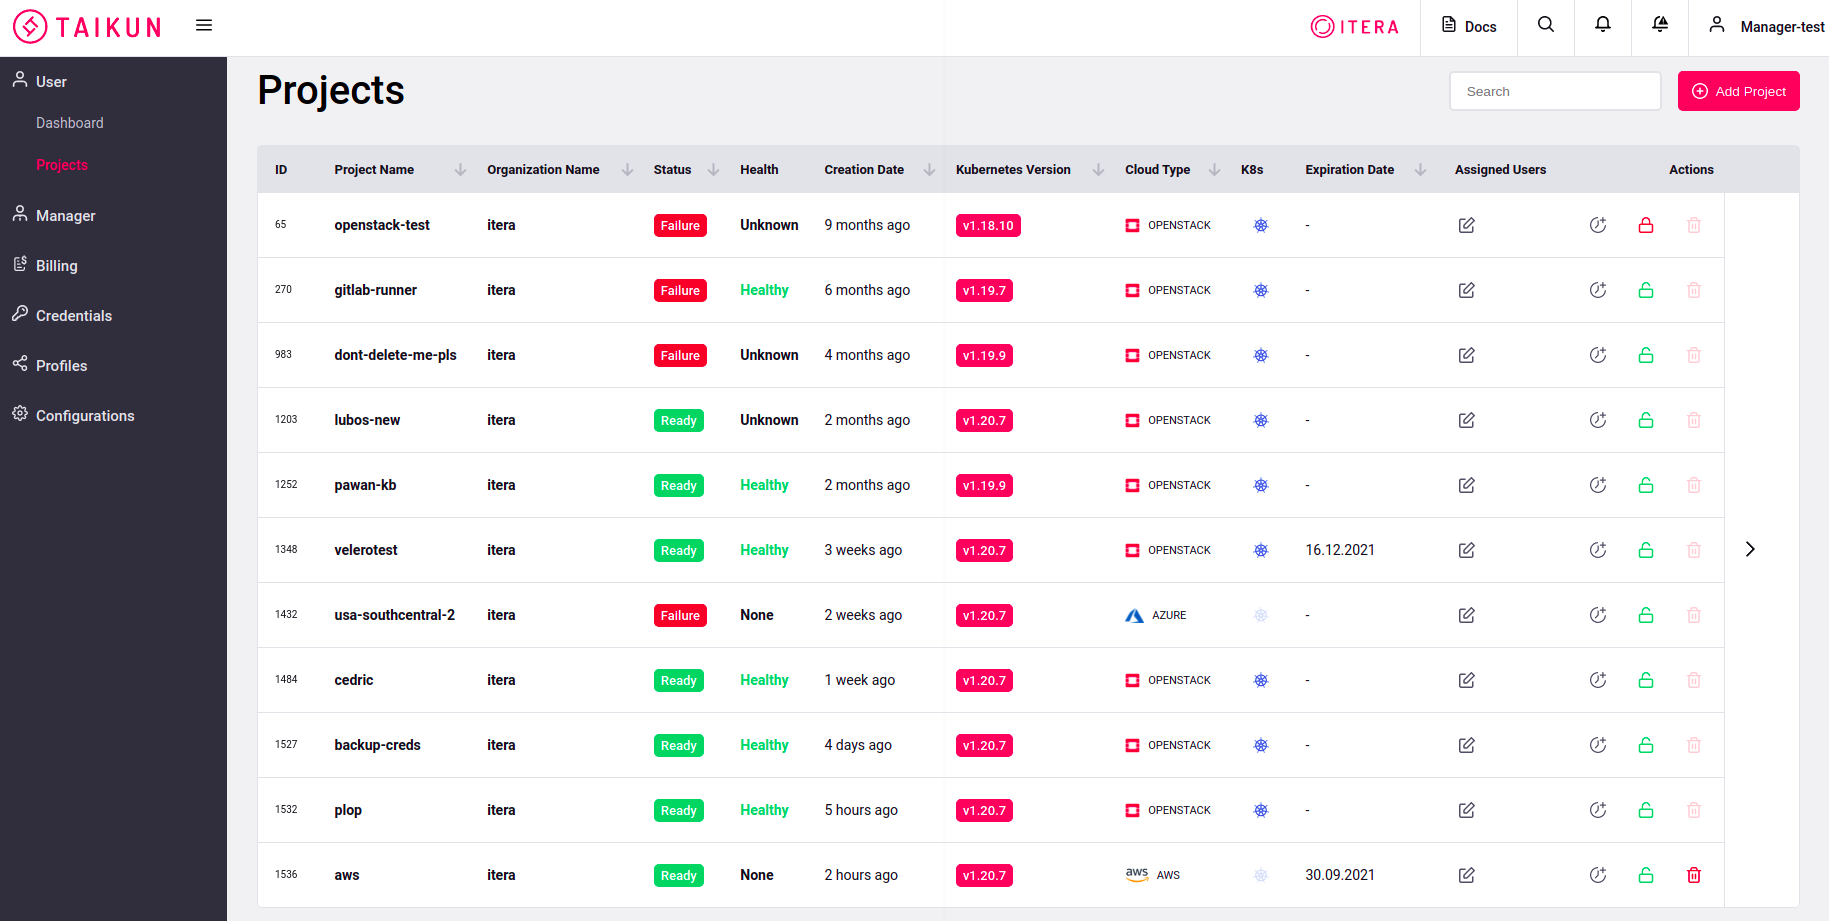 TAIKUN
ITERA
Docs
Manager-test
User
Dashboard
Projects
Manager
Billing
Credentials
Profiles
Configurations
Projects
Search
Add Project
ID Project Name Organization Name Status Health Creation Date Kubernetes Version Cloud Type K8s Expiration Date Assigned Users Actions
65 openstack-test itera Failure Unknown 9 months ago v1.18.10 OPENSTACK -
270 gitlab-runner itera Failure Healthy 6 months ago v1.19.7 OPENSTACK -
983 dont-delete-me-pls itera Failure Unknown 4 months ago v1.19.9 OPENSTACK -
1203 lubos-new itera Ready Unknown 2 months ago v1.20.7 OPENSTACK -
1252 pawan-kb itera Ready Healthy 2 months ago v1.19.9 OPENSTACK -
1348 velerotest itera Ready Healthy 3 weeks ago v1.20.7 OPENSTACK 16.12.2021
1432 usa-southcentral-2 itera Failure None 2 weeks ago v1.20.7 AZURE -
1484 cedric itera Ready Healthy 1 week ago v1.20.7 OPENSTACK -
1527 backup-creds itera Ready Healthy 4 days ago v1.20.7 OPENSTACK -
1532 plop itera Ready Healthy 5 hours ago v1.20.7 OPENSTACK -
1536 aws itera Ready None 2 hours ago v1.20.7 aws AWS 30.09.2021